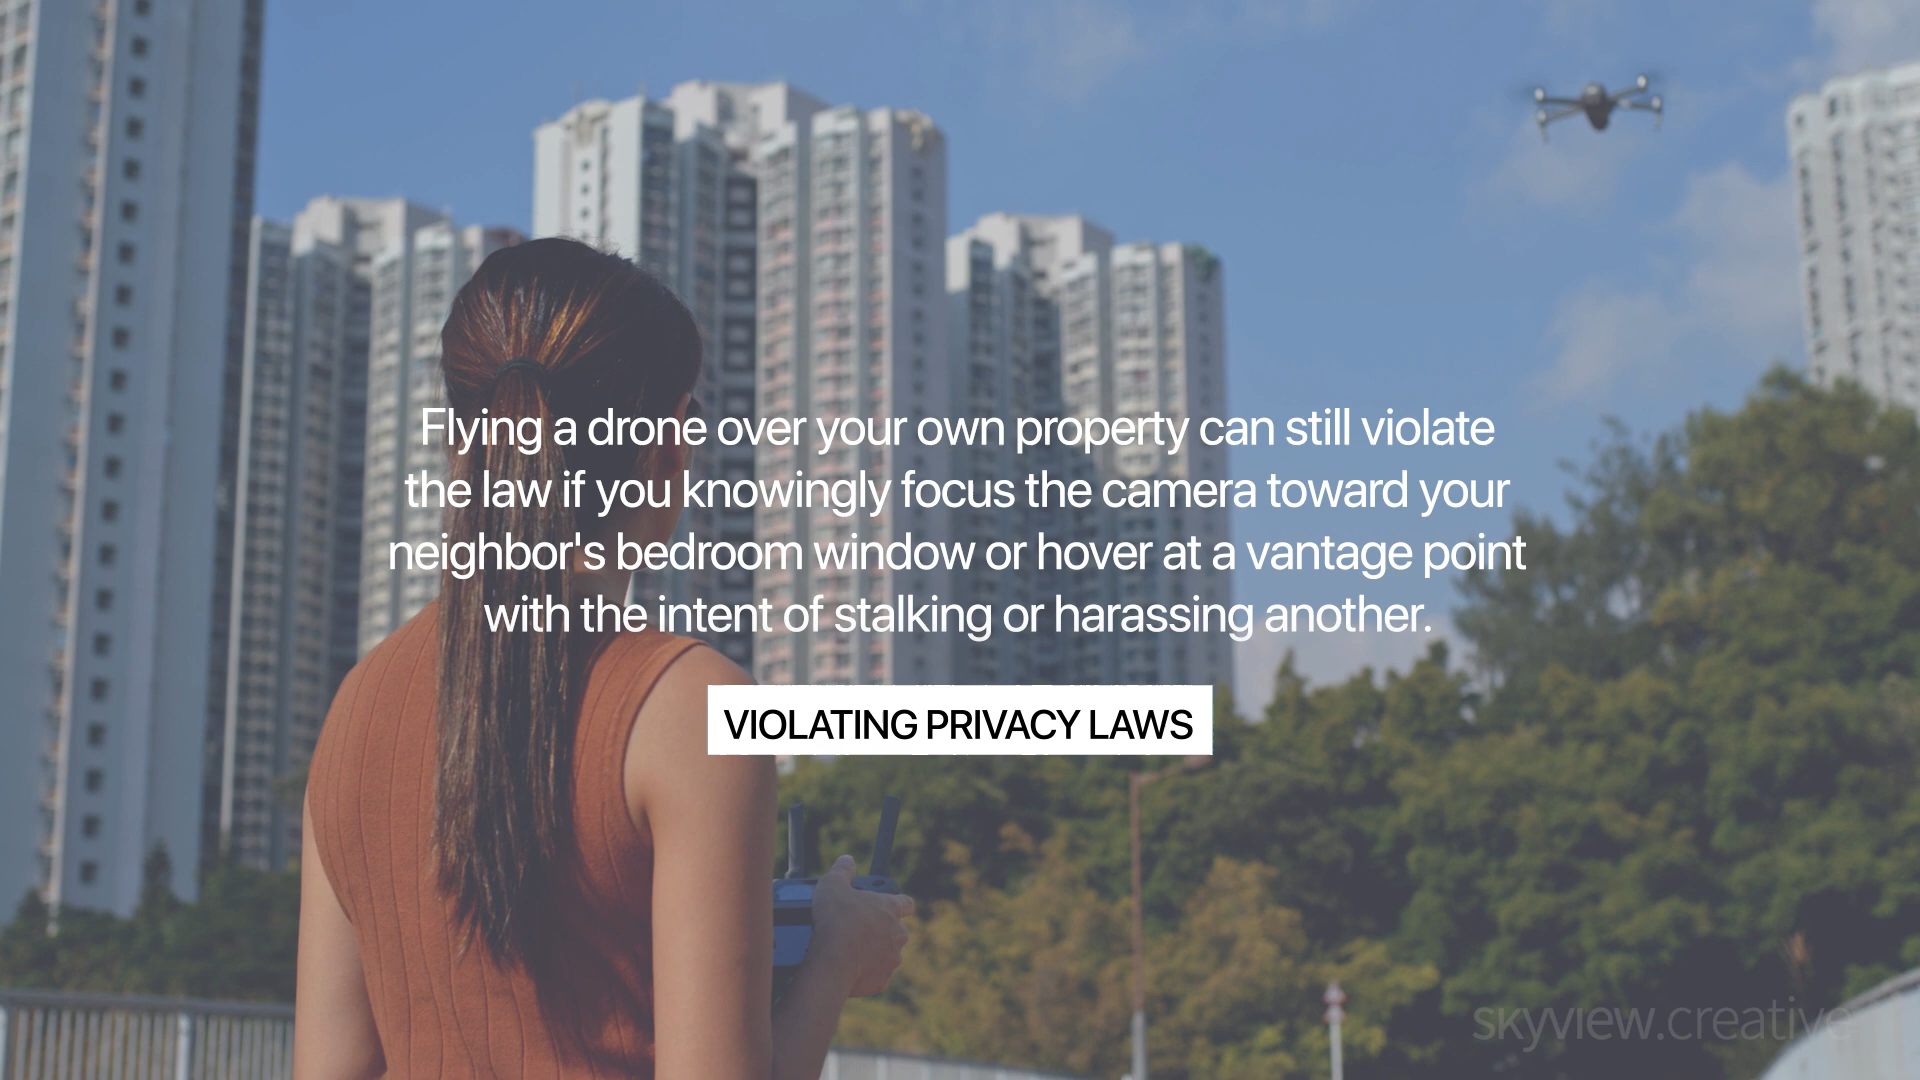 Flying a drone over your own property can still violate
the law if you knowingly focus the camera toward your
neighbor's bedroom window or hover at a vantage point
with the intent of stalking or harassing another.
VIOLATING PRIVACY LAWS
skyview.creative